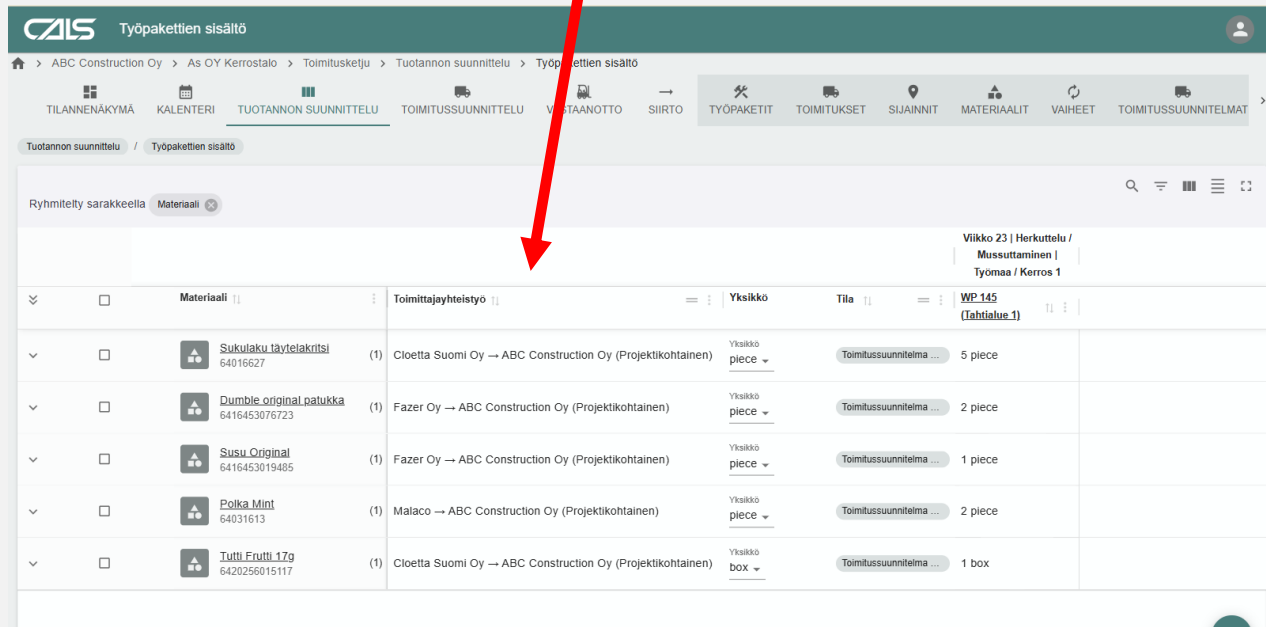 CALS Työpakettien sisältö
> ABC Construction Oy > As OY Kerrostalo > Toimitusketju > Tuotannon suunnittelu > Työpakettien sisältö
TILANNENÄKYMÄ KALENTERI TUOTANNON SUUNNITTELU TOIMITUSSUUNNITTELU SIIRTO TYÖPAKETIT TOIMITUKSET SIJAINNIT MATERIAALIT VAIHEET TOIMITUSSUUNNITELMAT
Tuotannon suunnittelu / Työpakettien sisältö
Ryhmitelty sarakkeella Materiaali
Viikko 23 | Herkuttelu /
Mussuttaminen |
Työmaa / Kerros 1
Materiaali Toimittajayhteistyö Yksikkö Tila WP 145
(Tahtialue 1)
Sukulaku täytelakritsi
64016627
(1) Cloetta Suomi Oy → ABC Construction Oy (Projektikohtainen)
Yksikkö
piece
Toimitussuunnitelma ... 5 piece
Dumble original patukka
6416453076723
(1) Fazer Oy → ABC Construction Oy (Projektikohtainen)
Yksikkö
piece
Toimitussuunnitelma ... 2 piece
Susu Original
6416453019485
(1) Fazer Oy → ABC Construction Oy (Projektikohtainen)
Yksikkö
piece
Toimitussuunnitelma ... 1 piece
Polka Mint
64031613
(1) Malaco → ABC Construction Oy (Projektikohtainen)
Yksikkö
piece
Toimitussuunnitelma ... 2 piece
Tutti Frutti 17g
6420256015117
(1) Cloetta Suomi Oy → ABC Construction Oy (Projektikohtainen)
Yksikkö
box
Toimitussuunnitelma ... 1 box